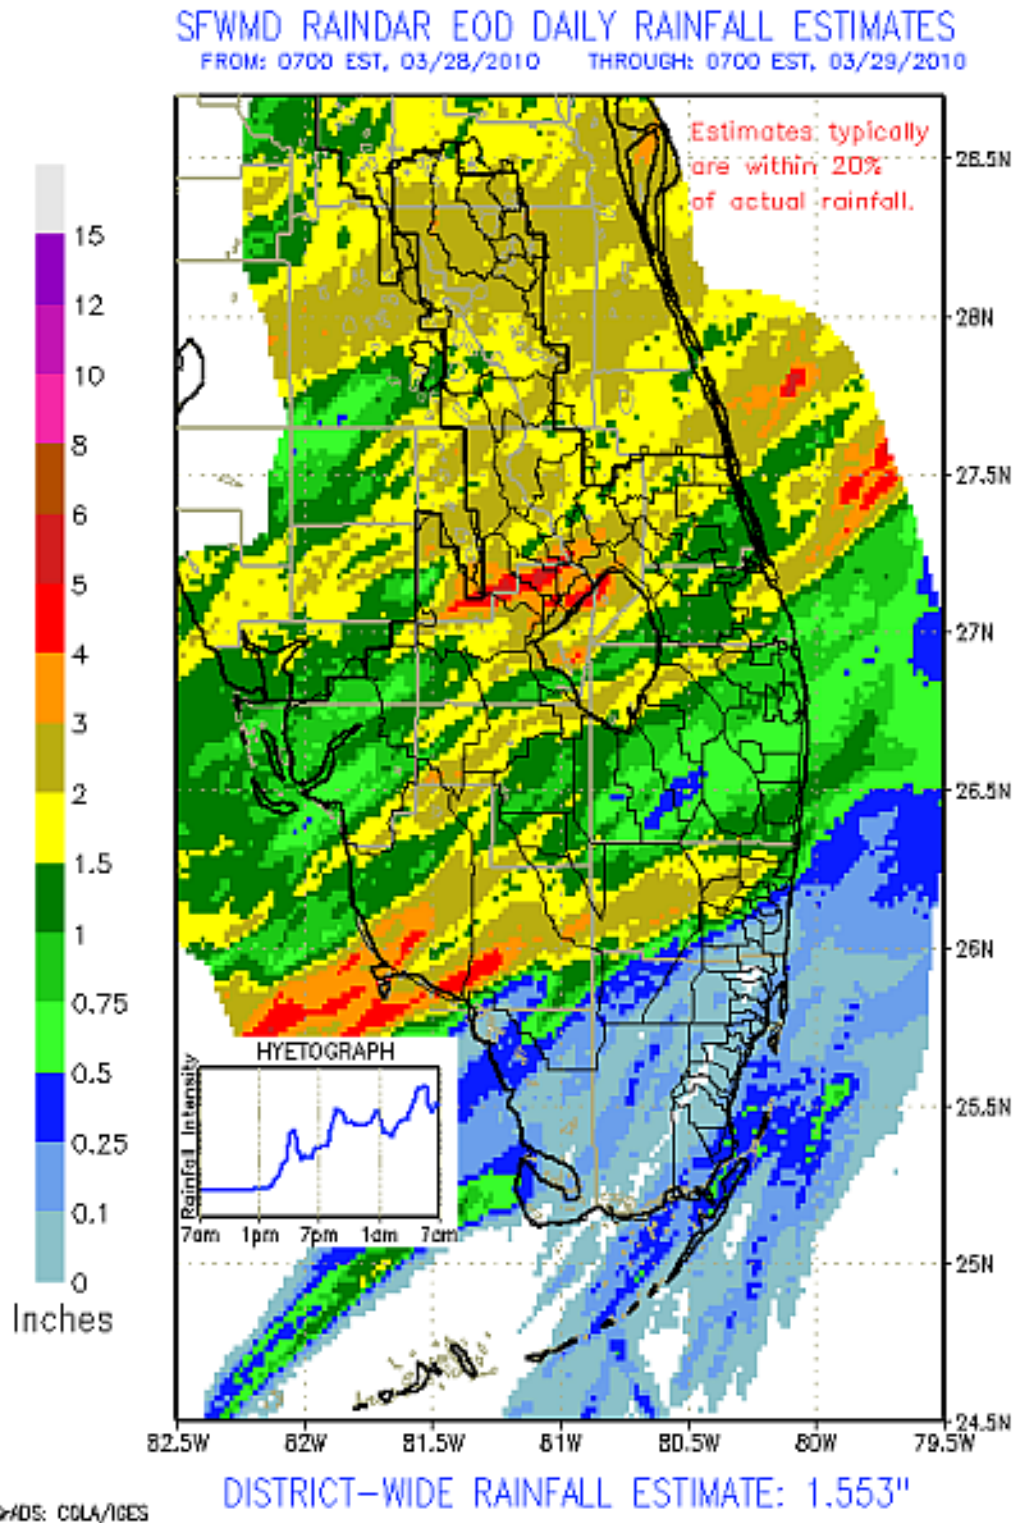 SFWMD RAINDAR EOD DAILY RAINFALL ESTIMATES
FROM: 0700 EST, 03/28/2010 THROUGH: 0700 EST, 03/29/2010
Estimates typically
are within 20%
of actual rainfall.
15
12
10
8
6
5
4
3
2
1.5
1
0.75
0.5
0.25
0.1
0
Inches
28.5N
28N
27.5N
27N
26.5N
26N
25.5N
25N
24.5N
HYETOGRAPH
Rainfall Intensity
7am 1pm 7pm 1am 7am
82.5W 82W 81.5W 81W 80.5W 80W 79.5W
DISTRICT-WIDE RAINFALL ESTIMATE: 1.553"
COLA/IGES